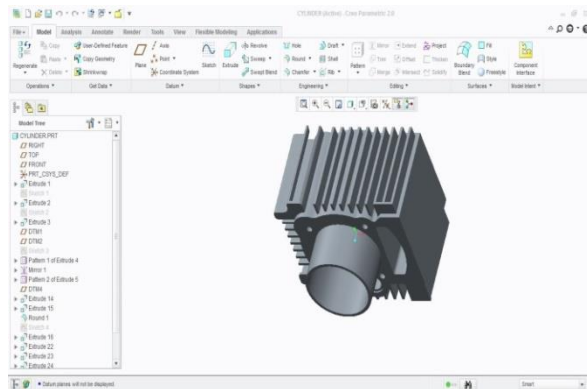 CYLINDER (Active) - Creo Parametric 2.0
File Model Analysis Annotate Render Tools View Flexible Modeling Applications
Regenerate
Copy
Paste
Delete
User-Defined Feature
Copy Geometry
Shrinkwrap
Plane
Axis
Point
Coordinate System
Sketch
Extrude
Revolve
Sweep
Swept Blend
Hole
Round
Chamfer
Draft
Shell
Rib
Pattern
Mirror
Trim
Merge
Extend
Offset
Intersect
Project
Thicken
Solidify
Boundary
Blend
Fill
Style
Freestyle
Component
Interface
Operations Get Data Datum Shapes Engineering Editing Surfaces Model Intent
Model Tree
CYLINDER.PRT
RIGHT
TOP
FRONT
PRT_CSYS_DEF
Extrude 1
Sketch 1
Extrude 2
Sketch 2
Extrude 3
DTM1
DTM2
Sketch 3
Pattern 1 of Extrude 4
Mirror 1
Pattern 2 of Extrude 5
DTM4
Extrude 14
Extrude 15
Round 1
Sketch 4
Extrude 16
Extrude 22
Extrude 23
Extrude 24
Datum planes will not be displayed.
Smart